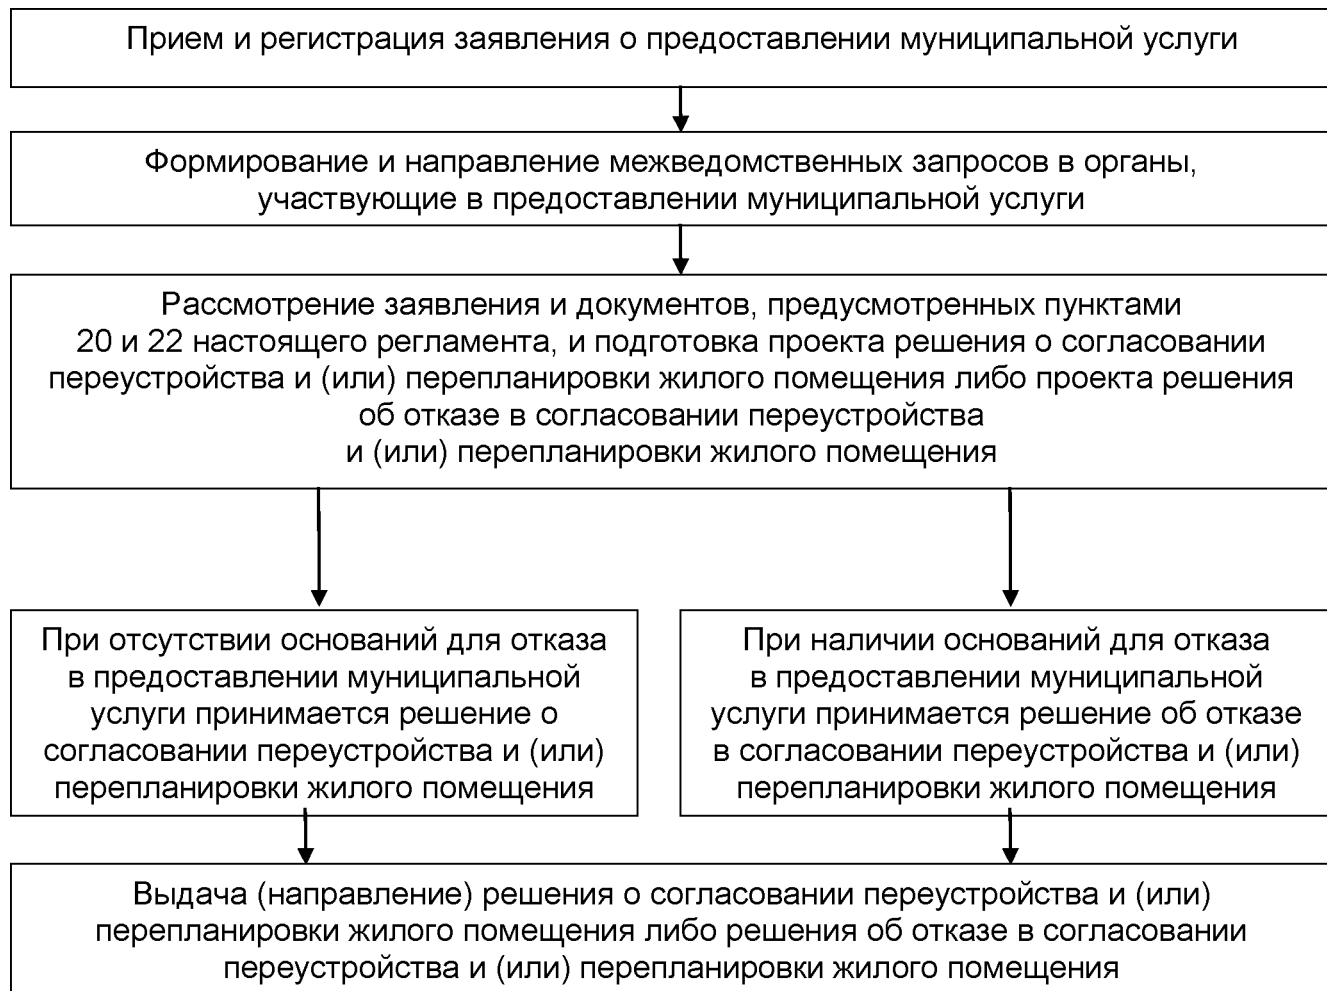 Прием и регистрация заявления о предоставлении муниципальной услуги
Формирование и направление межведомственных запросов в органы,
участвующие в предоставлении муниципальной услуги
Рассмотрение заявления и документов, предусмотренных пунктами
20 и 22 настоящего регламента, и подготовка проекта решения о согласовании
переустройства и (или) перепланировки жилого помещения либо проекта решения
об отказе в согласовании переустройства
и (или) перепланировки жилого помещения
При отсутствии оснований для отказа
в предоставлении муниципальной
услуги принимается решение о
согласовании переустройства и (или)
перепланировки жилого помещения
При наличии оснований для отказа
в предоставлении муниципальной
услуги принимается решение об отказе
в согласовании переустройства и (или)
перепланировки жилого помещения
Выдача (направление) решения о согласовании переустройства и (или)
перепланировки жилого помещения либо решения об отказе в согласовании
переустройства и (или) перепланировки жилого помещения